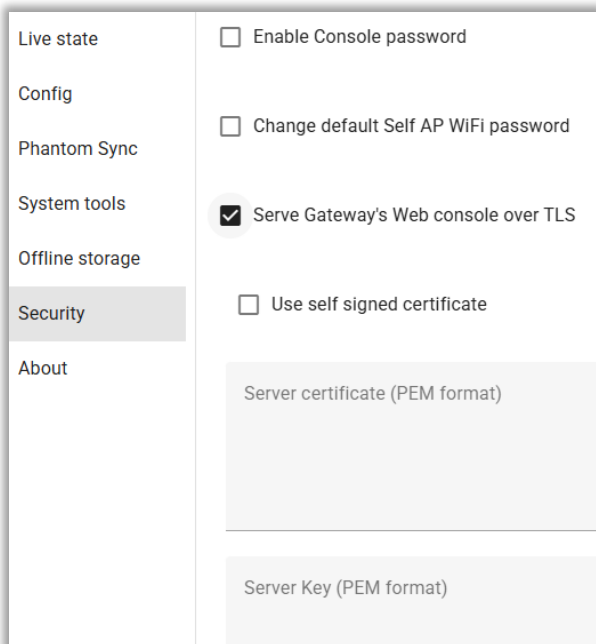 Live state
Config
Phantom Sync
System tools
Offline storage
Security
About
Enable Console password
Change default Self AP WiFi password
Serve Gateway's Web console over TLS
Use self signed certificate
Server certificate (PEM format)
Server Key (PEM format)